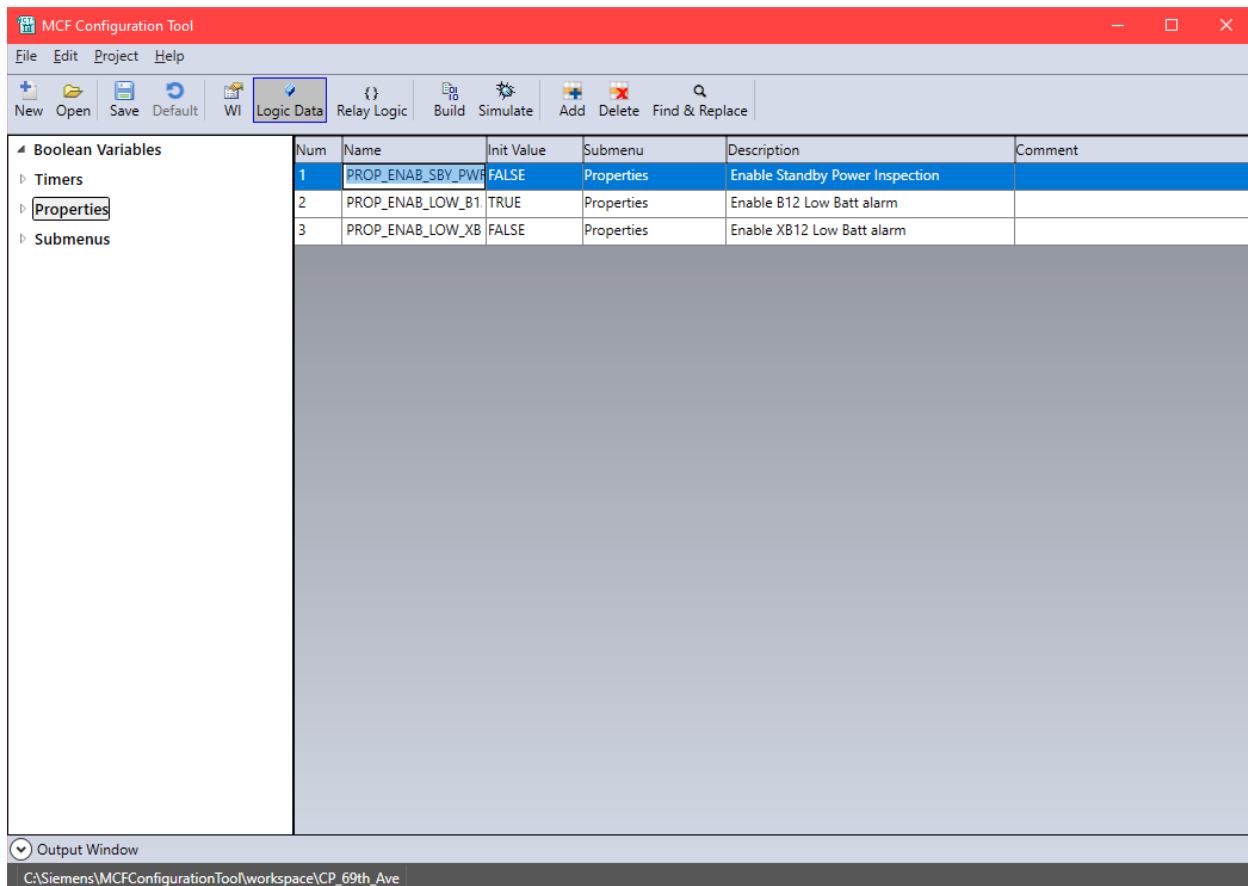 MCF Configuration Tool
File Edit Project Help
New Open Save Default WI Logic Data Relay Logic Build Simulate Add Delete Find & Replace
Boolean Variables
Timers
Properties
Submenus
Num Name Init Value Submenu Description Comment
1 PROP_ENAB_SBY_PWR FALSE Properties Enable Standby Power Inspection
2 PROP_ENAB_LOW_B1 TRUE Properties Enable B12 Low Batt alarm
3 PROP_ENAB_LOW_XB FALSE Properties Enable XB12 Low Batt alarm
Output Window
C:\Siemens\MCFConfigurationTool\workspace\CP_69th_Ave